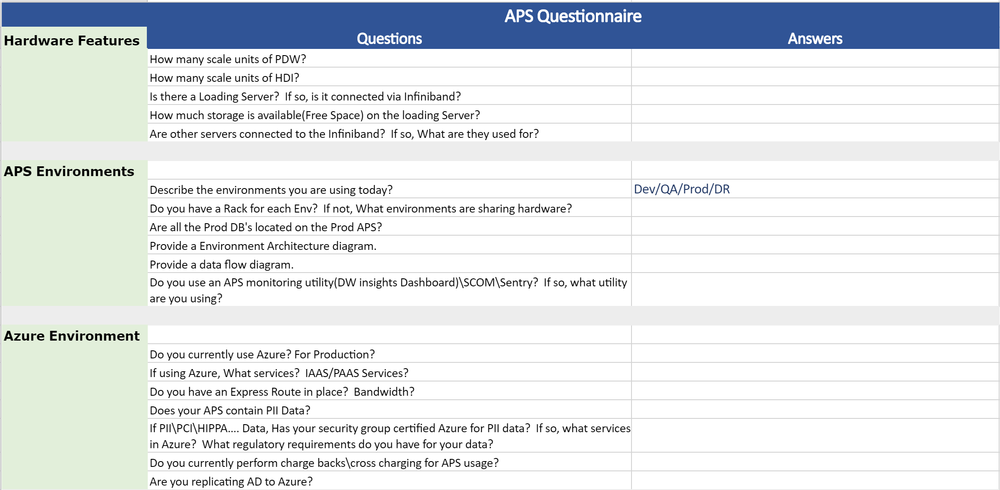 APS Questionnaire
Hardware Features
Questions
Answers
How many scale units of PDW?
How many scale units of HDI?
Is there a Loading Server?  If so, is it connected via Infiniband?
How much storage is available(Free Space) on the loading Server?
Are other servers connected to the Infiniband?  If so, What are they used for?
APS Environments
Describe the environments you are using today?
Dev/QA/Prod/DR
Do you have a Rack for each Env?  If not, What environments are sharing hardware?
Are all the Prod DB's located on the Prod APS?
Provide a Environment Architecture diagram.
Provide a data flow diagram.
Do you use an APS monitoring utility(DW insights Dashboard)\SCOM\Sentry?  If so, what utility
are you using?
Azure Environment
Do you currently use Azure? For Production?
If using Azure, What services?  IAAS/PAAS Services?
Do you have an Express Route in place?  Bandwidth?
Does your APS contain PII Data?
If PII\PCI\HIPPA.... Data, Has your security group certified Azure for PII data?  If so, what services
in Azure?  What regulatory requirements do you have for your data?
Do you currently perform charge backs\cross charging for APS usage?
Are you replicating AD to Azure?